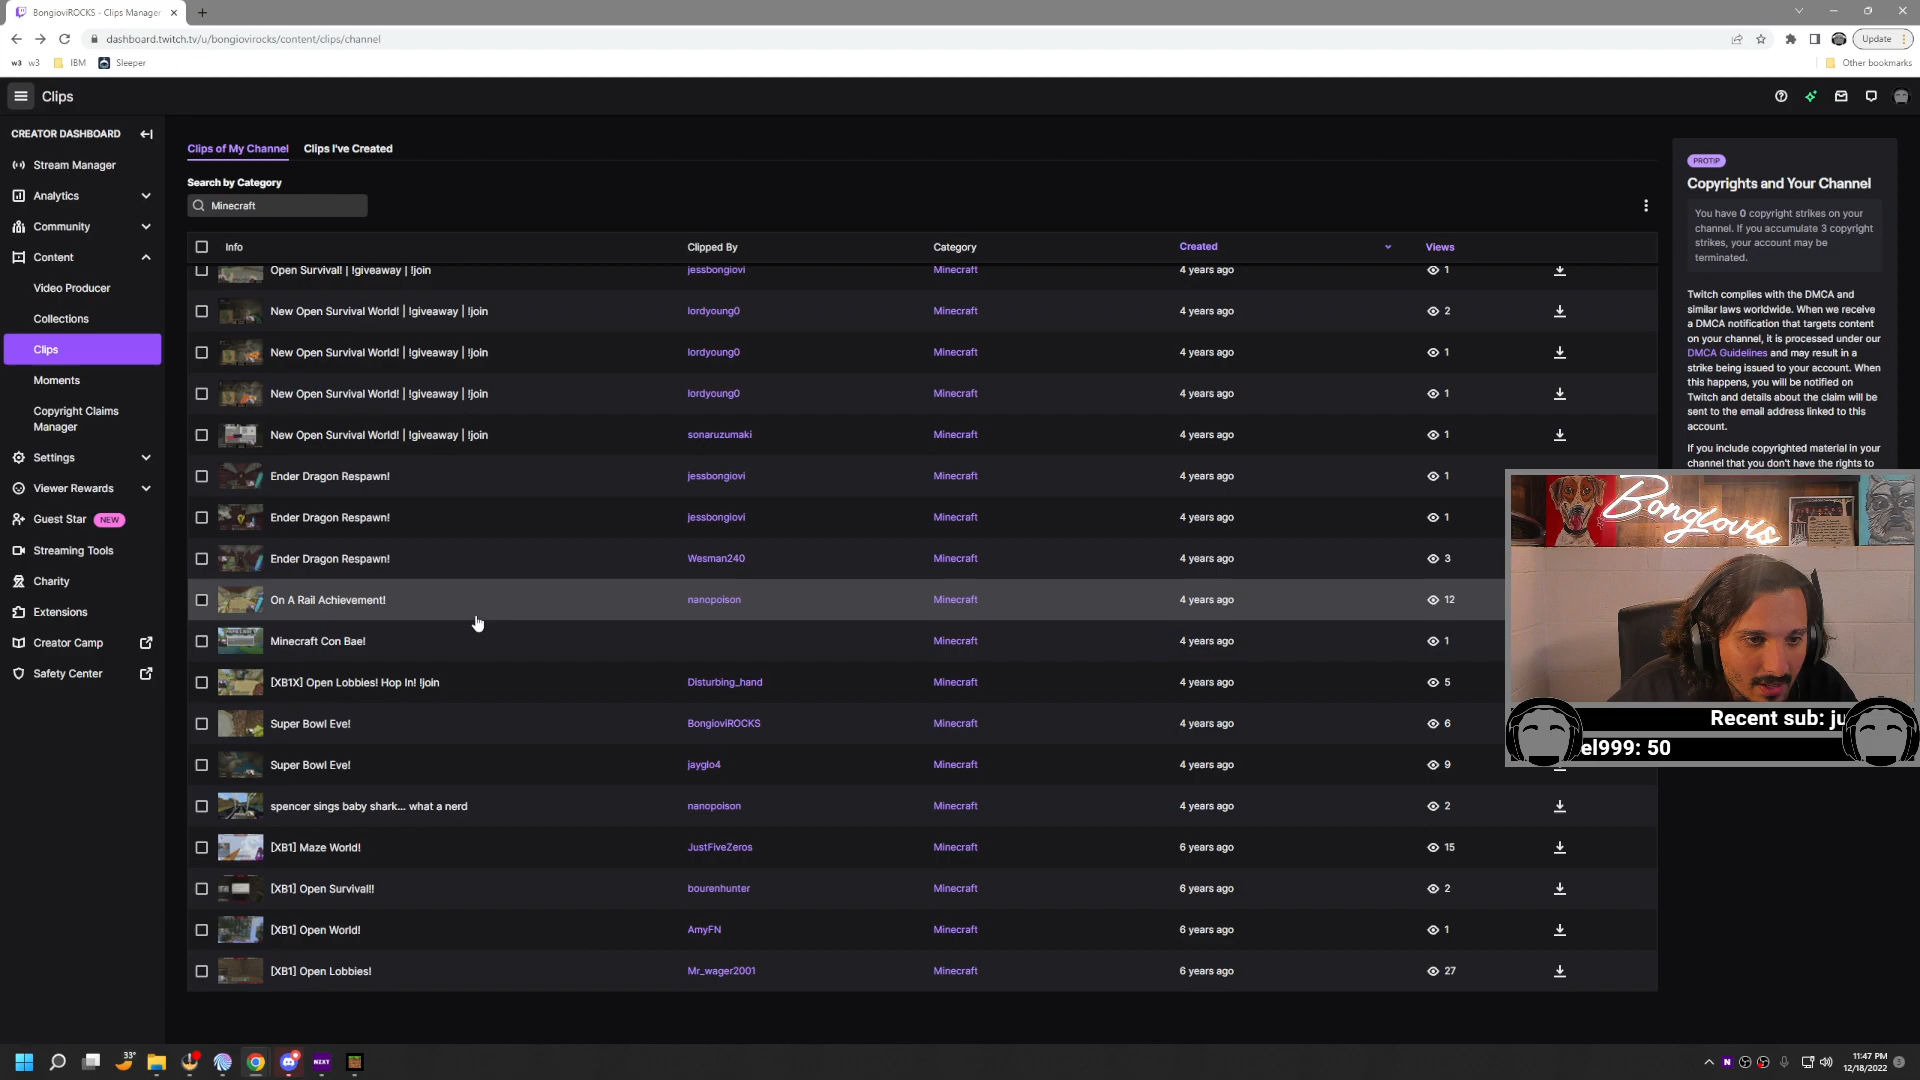 BongioviROCKS - Clips Manager
dashboard.twitch.tv/u/bongiovirocks/content/clips/channel
Update
w3 w3 IBM Sleeper
Other bookmarks
Clips
CREATOR DASHBOARD
Stream Manager
Analytics
Community
Content
Video Producer
Collections
Clips
Moments
Copyright Claims
Manager
Settings
Viewer Rewards
Guest Star NEW
Streaming Tools
Charity
Extensions
Creator Camp
Safety Center
Clips of My Channel Clips I've Created
Search by Category
Minecraft
Info Clipped By Category Created Views
Open Survival! | !giveaway | !join jessbongiovi Minecraft 4 years ago 1
New Open Survival World! | !giveaway | !join lordyoung0 Minecraft 4 years ago 2
New Open Survival World! | !giveaway | !join lordyoung0 Minecraft 4 years ago 1
New Open Survival World! | !giveaway | !join lordyoung0 Minecraft 4 years ago 1
New Open Survival World! | !giveaway | !join sonaruzumaki Minecraft 4 years ago 1
Ender Dragon Respawn! jessbongiovi Minecraft 4 years ago 1
Ender Dragon Respawn! jessbongiovi Minecraft 4 years ago 1
Ender Dragon Respawn! Wesman240 Minecraft 4 years ago 3
On A Rail Achievement! nanopoison Minecraft 4 years ago 12
Minecraft Con Bae! Minecraft 4 years ago 1
[XB1X] Open Lobbies! Hop In! !join Disturbing_hand Minecraft 4 years ago 5
Super Bowl Eve! BongioviROCKS Minecraft 4 years ago 6
Super Bowl Eve! jayglo4 Minecraft 4 years ago 9
spencer sings baby shark... what a nerd nanopoison Minecraft 4 years ago 2
[XB1] Maze World! JustFiveZeros Minecraft 6 years ago 15
[XB1] Open Survival!! bourenhunter Minecraft 6 years ago 2
[XB1] Open World! AmyFN Minecraft 6 years ago 1
[XB1] Open Lobbies! Mr_wager2001 Minecraft 6 years ago 27
PROTIP
Copyrights and Your Channel
You have 0 copyright strikes on your
channel. If you accumulate 3 copyright
strikes, your account may be
terminated.
Twitch complies with the DMCA and
similar laws worldwide. When we receive
a DMCA notification that targets content
on your channel, it is processed under our
DMCA Guidelines and may result in a
strike being issued to your account. When
this happens, you will be notified on
Twitch and details about the claim will be
sent to the email address linked to this
account.
If you include copyrighted material in your
channel that you don't have the rights to
Bongiovis
Recent sub: ju
el999: 50
33°
NZXT
N
11:47 PM
12/18/2022
3